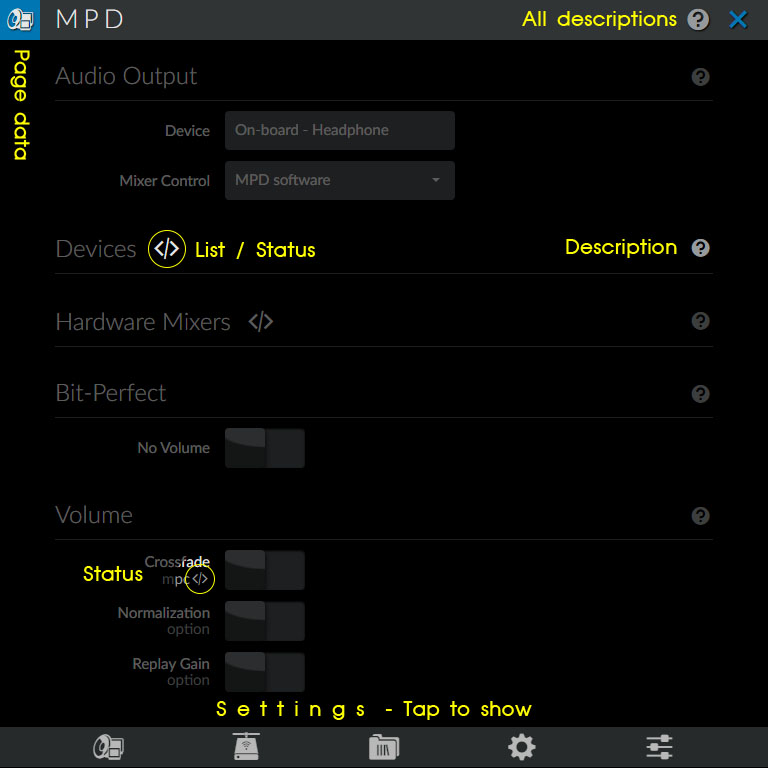 MPD All descriptions ?
Page data
Audio Output ?
Device On-board - Headphone
Mixer Control MPD software
Devices </> List / Status Description ?
Hardware Mixers </> ?
Bit-Perfect ?
No Volume
Volume ?
Crossfade
Status mpc </>
Normalization
option
Replay Gain
option
Settings - Tap to show